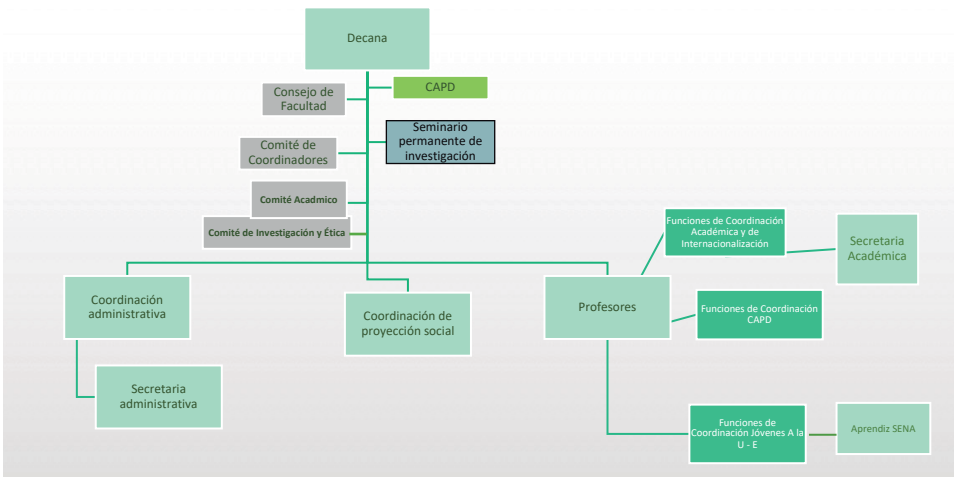 Decana
Consejo de
Facultad
CAPD
Seminario
permanente de
investigación
Comité de
Coordinadores
Comité Acadmico
Comité de Investigación y Ética
Funciones de Coordinación
Académica y de
Internacionalización
Secretaria
Académica
Coordinación
administrativa
Coordinación de
proyección social
Profesores
Funciones de Coordinación
CAPD
Secretaria
administrativa
Funciones de
Coordinación Jóvenes A la
U - E
Aprendiz SENA